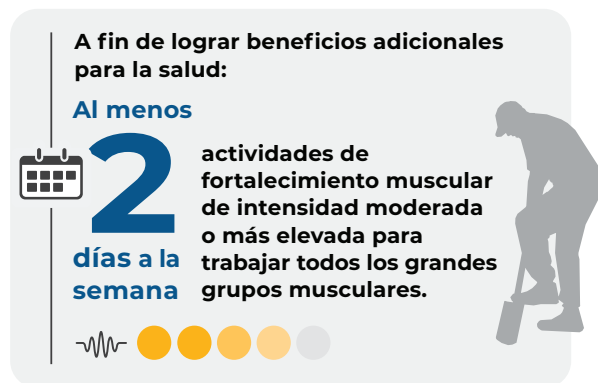 A fin de lograr beneficios adicionales
para la salud:
Al menos
2
días a la
semana
actividades de
fortalecimiento muscular
de intensidad moderada
o más elevada para
trabajar todos los grandes
grupos musculares.